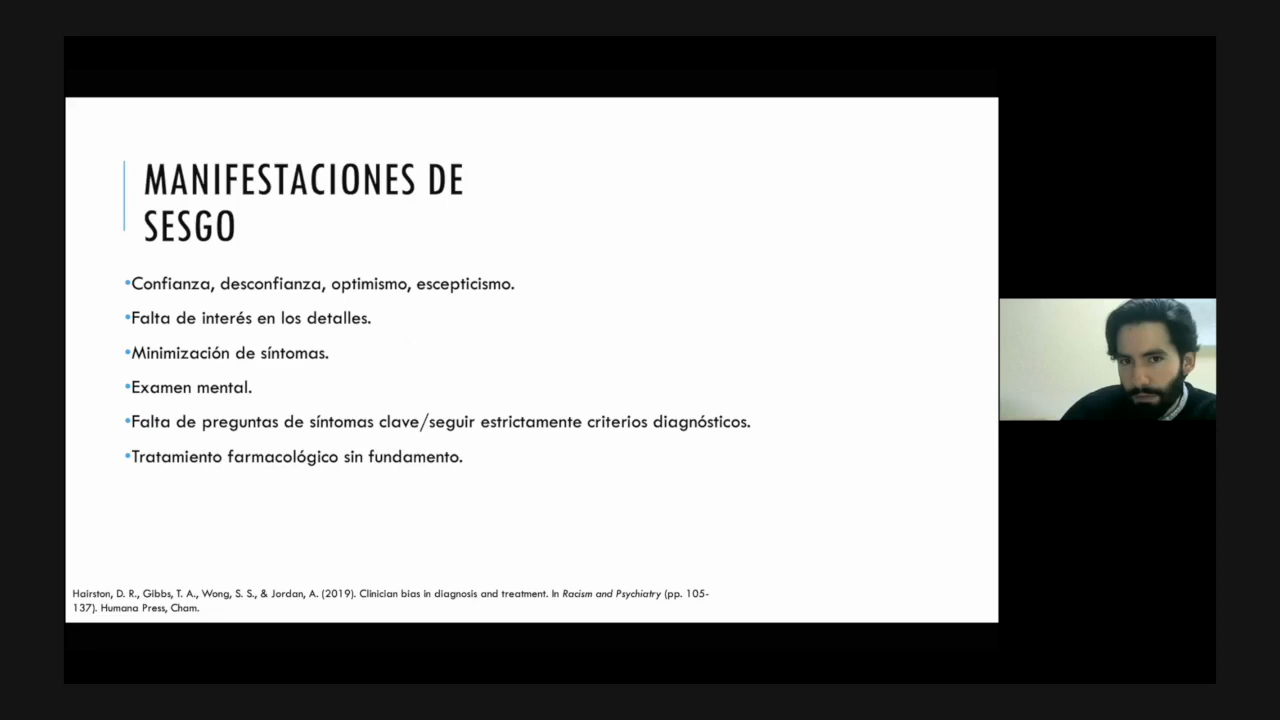 MANIFESTACIONES DE
SESGO
•Confianza, desconfianza, optimismo, escepticismo.
•Falta de interés en los detalles.
•Minimización de síntomas.
•Examen mental.
•Falta de preguntas de síntomas clave/seguir estrictamente criterios diagnósticos.
•Tratamiento farmacológico sin fundamento.
Hairston, D. R., Gibbs, T. A., Wong, S. S., & Jordan, A. (2019). Clinician bias in diagnosis and treatment. In Racism and Psychiatry (pp. 105-
137). Humana Press, Cham.